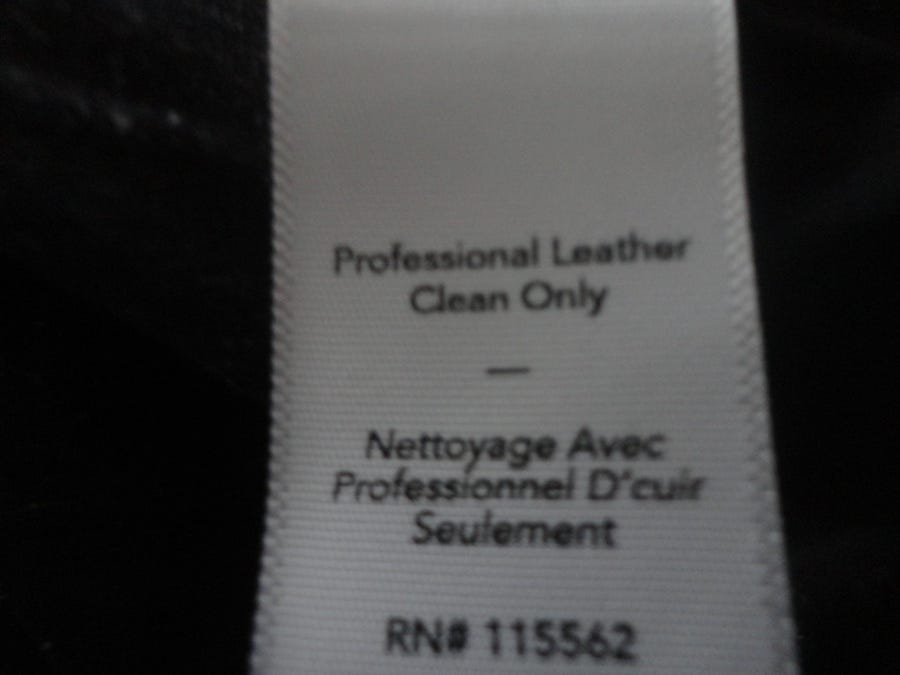 Professional Leather
Clean Only
—
Nettoyage Avec
Professionnel D'cuir
Seulement
RN# 115562